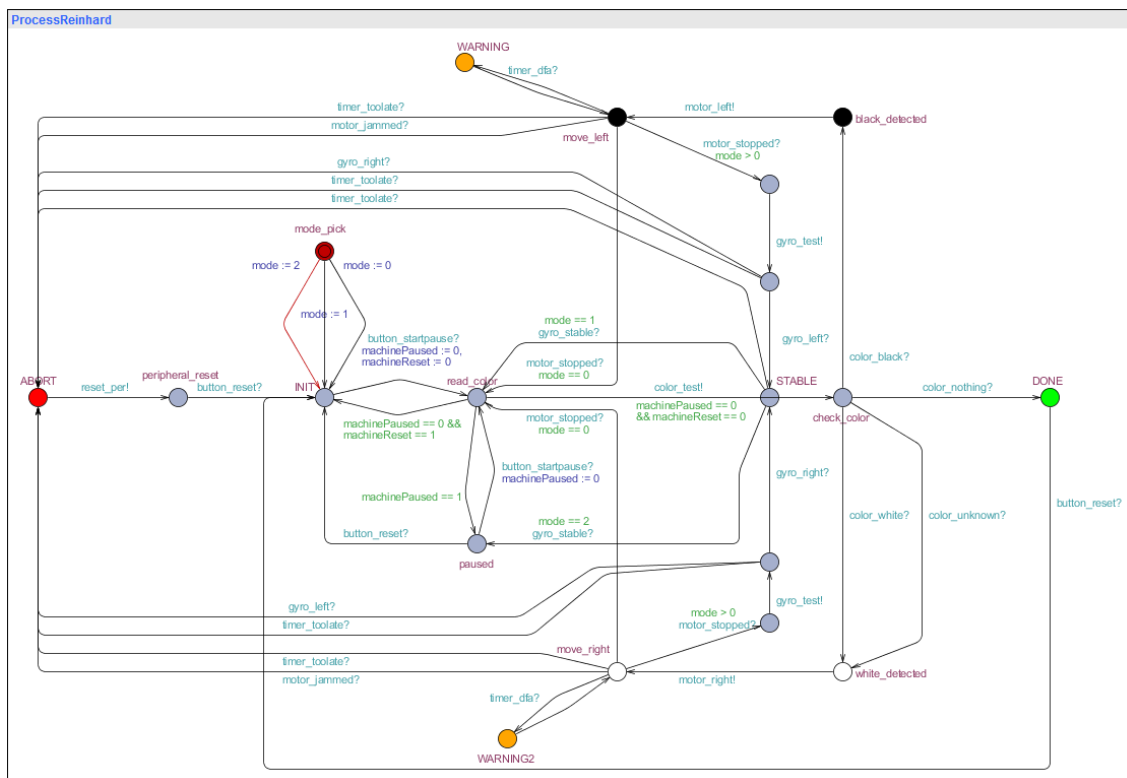 ProcessReinhard
WARNING
timer_dfa?
timer_toolate?
motor_left!
motor_jammed?
black_detected
move_left
motor_stopped?
mode > 0
gyro_right?
timer_toolate?
timer_toolate?
mode_pick
gyro_test!
mode := 2
mode := 0
mode := 1
mode == 1
gyro_stable?
button_startpause?
machinePaused := 0,
machineReset := 0
gyro_left?
motor_stopped?
mode == 0
color_black?
ABORT
reset_per!
peripheral_reset
button_reset?
INIT
read_color
color_test!
STABLE
color_nothing?
DONE
machinePaused == 0
&& machineReset == 0
check_color
motor_stopped?
mode == 0
machinePaused == 0 &&
machineReset == 1
button_startpause?
machinePaused := 0
gyro_right?
machinePaused == 1
button_reset?
mode == 2
gyro_stable?
color_white?
color_unknown?
button_reset?
paused
gyro_left?
timer_toolate?
gyro_test!
mode > 0
motor_stopped?
move_right
timer_toolate?
motor_jammed?
motor_right!
white_detected
timer_dfa?
WARNING2